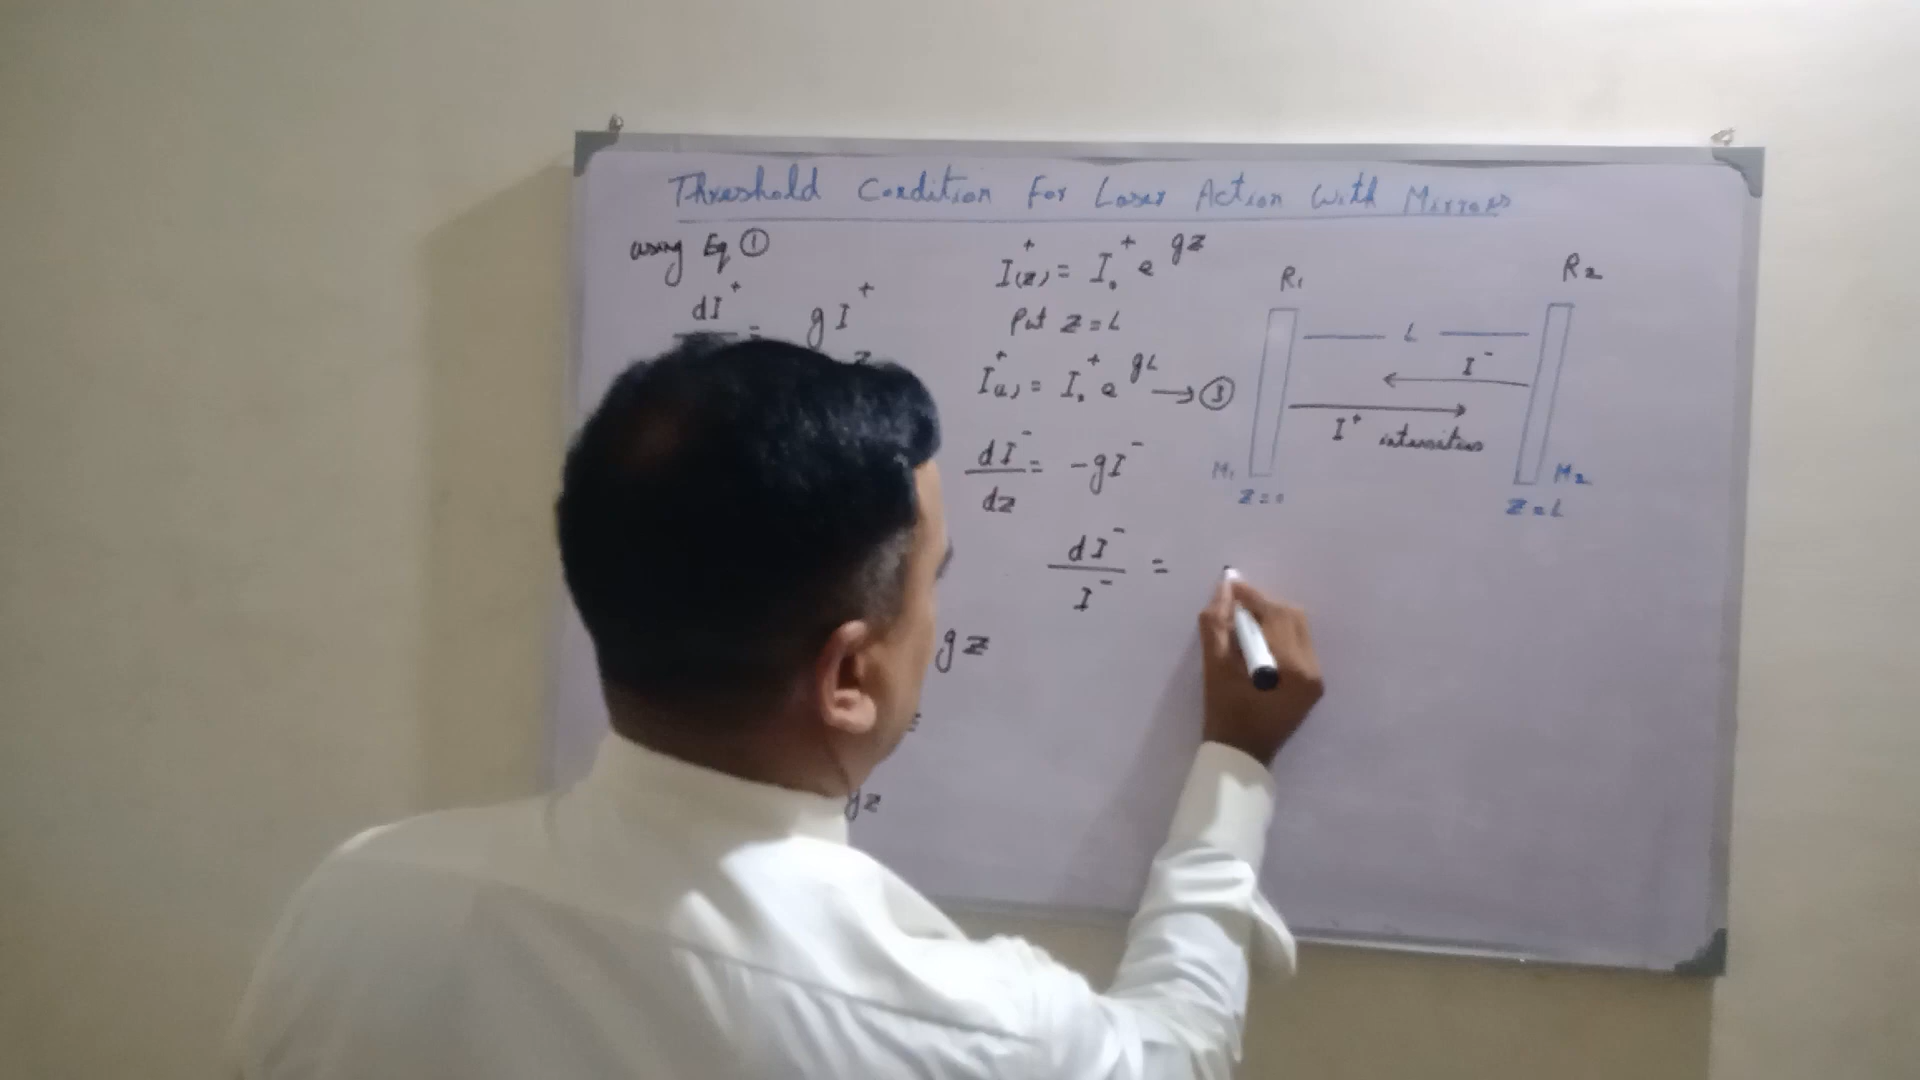 Threshold Condition For Laser Action With Mirrors
using Eq ①
dI⁺ = gI⁺
z
gz
=
gz
I⁺(z) = I₀⁺ e^gz
Put z = L
I⁺(L) = I₀⁺ e^gL → ③
dI⁻/dz = -gI⁻
dI⁻/I⁻ =
R₁
R₂
L
I⁻
I⁺ intensities
M₁
M₂
Z = 0
Z = L